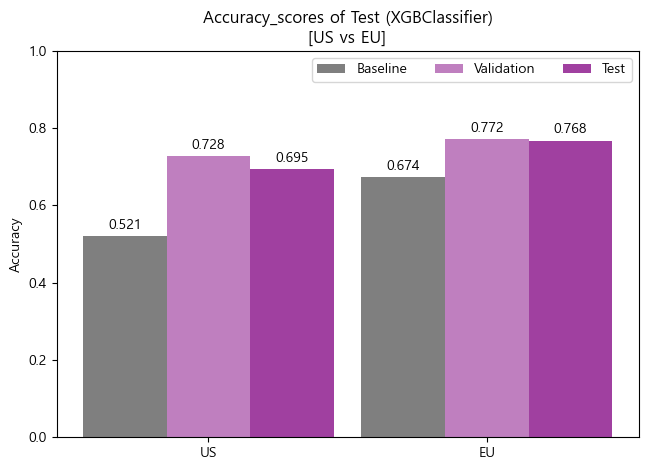 Accuracy_scores of Test (XGBClassifier)
[US vs EU]
Baseline Validation Test
1.0
0.8
0.6
0.4
0.2
0.0
Accuracy
0.521
0.728
0.695
0.674
0.772
0.768
US EU